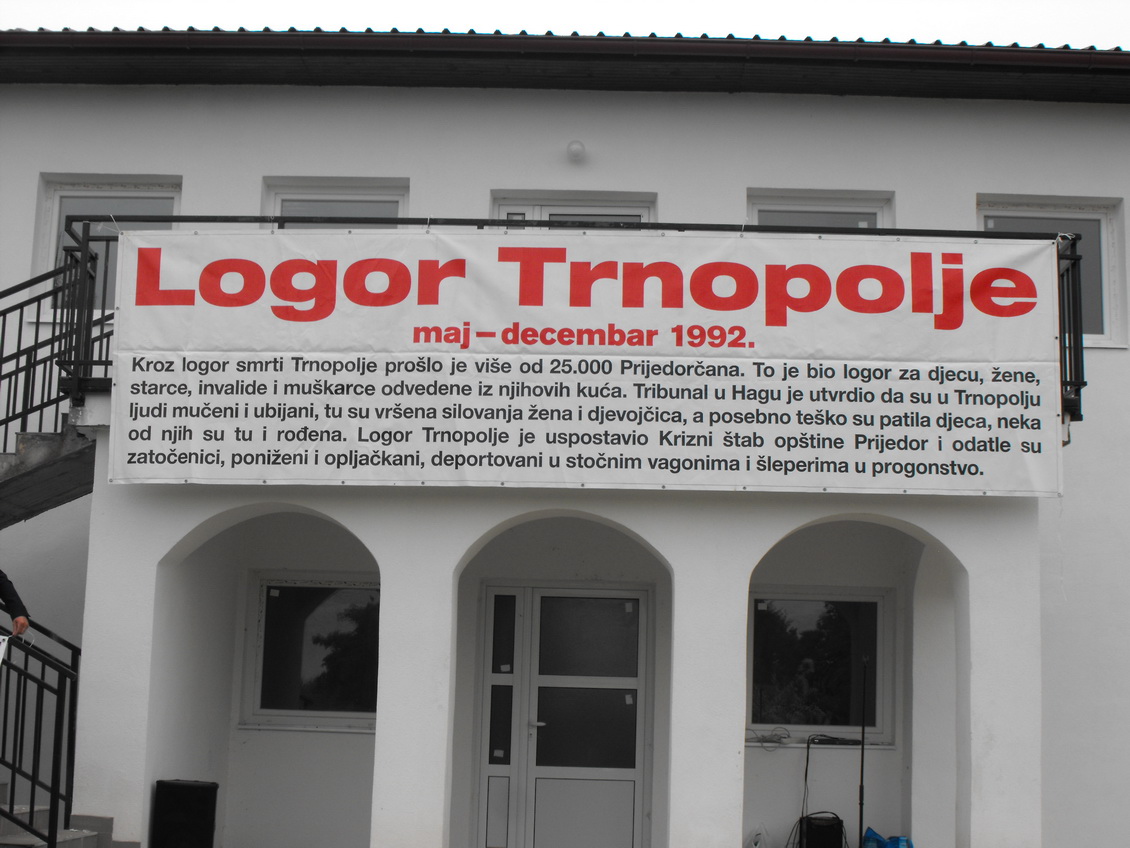 Logor Trnopolje
maj – decembar 1992.
Kroz logor smrti Trnopolje prošlo je više od 25.000 Prijedorčana. To je bio logor za djecu, žene,
starce, invalide i muškarce odvedene iz njihovih kuća. Tribunal u Hagu je utvrdio da su u Trnopolju
ljudi mučeni i ubijani, tu su vršena silovanja žena i djevojčica, a posebno teško su patila djeca, neka
od njih su tu i rođena. Logor Trnopolje je uspostavio Krizni štab opštine Prijedor i odatle su
zatočenici, poniženi i opljačkani, deportovani u stočnim vagonima i šleperima u progonstvo.